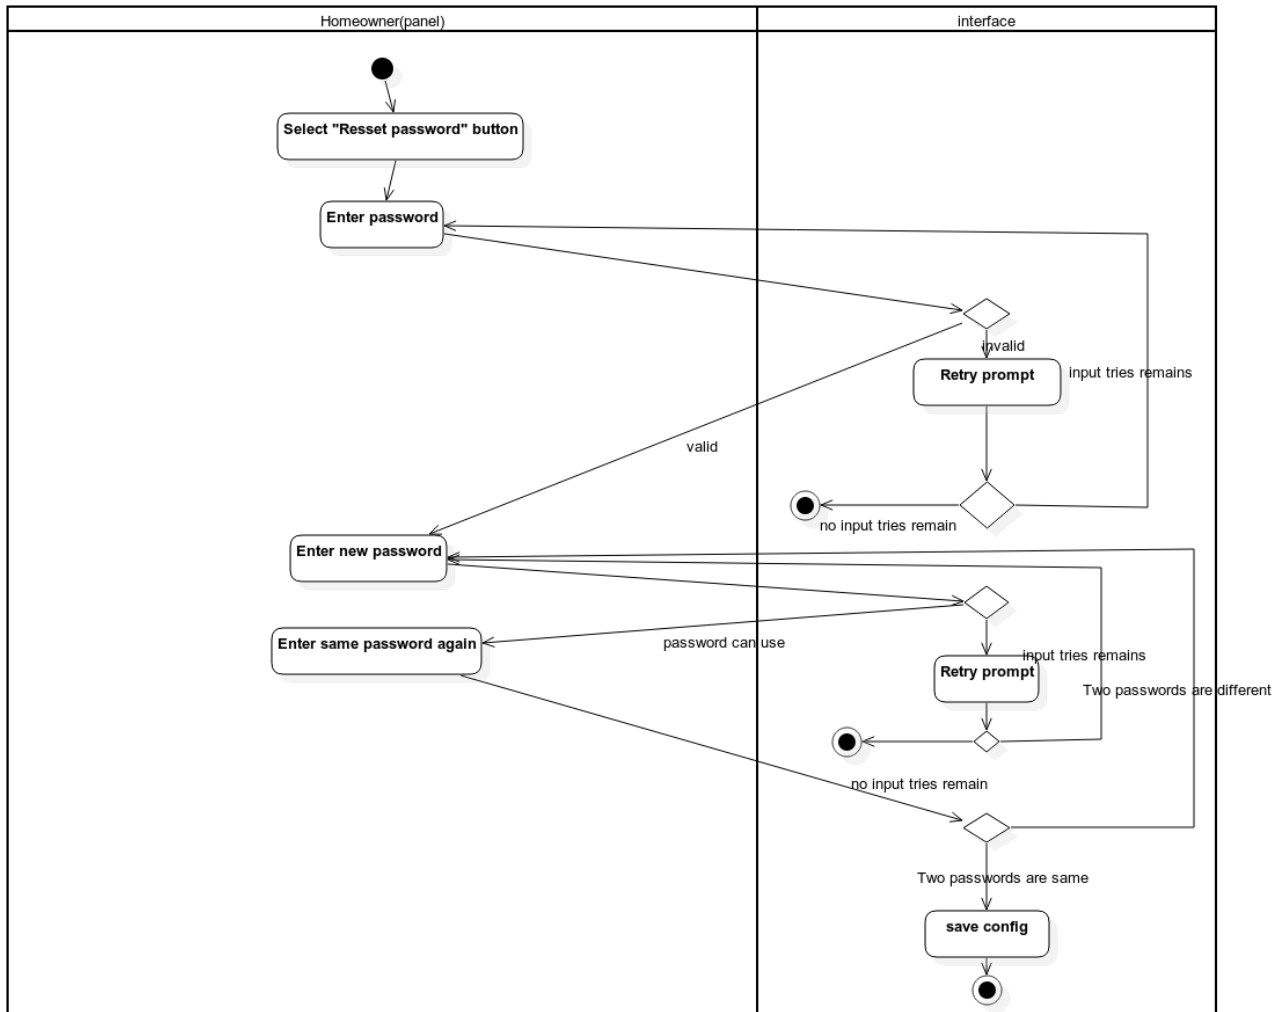 Homeowner(panel)
interface
Select "Resset password" button
Enter password
invalid
Retry prompt
input tries remains
valid
no input tries remain
Enter new password
Enter same password again
password can use
input tries remains
Retry prompt
Two passwords are different
no input tries remain
Two passwords are same
save config